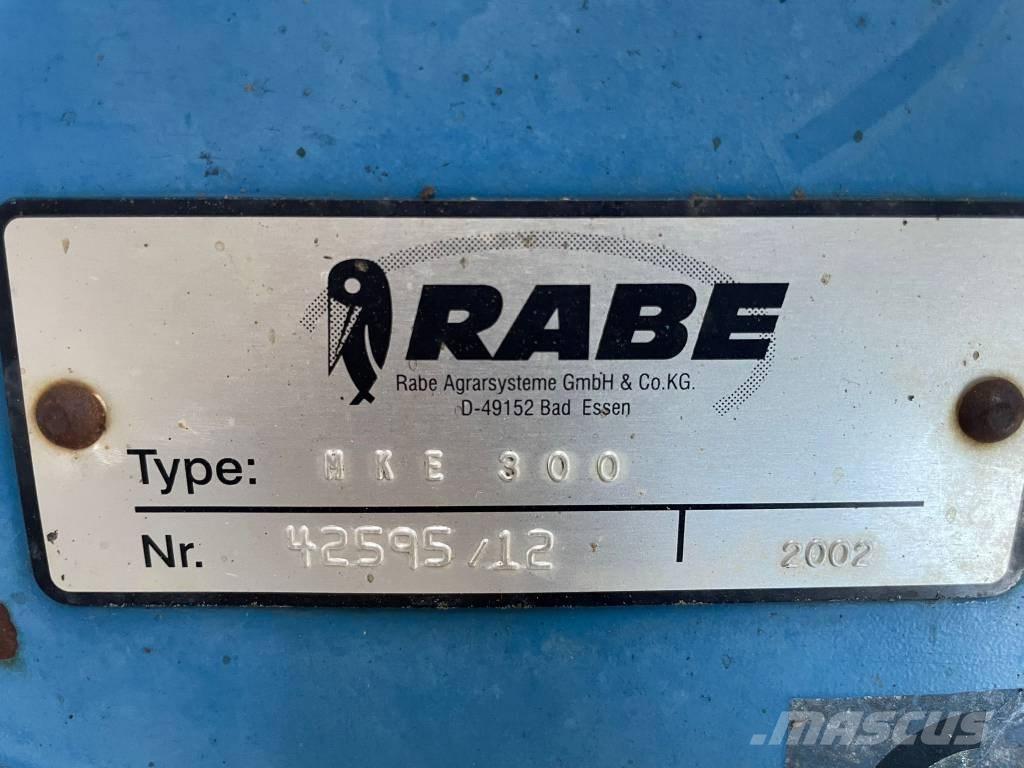 RABE
Rabe Agrarsysteme GmbH & Co.KG.
D-49152 Bad Essen
Type: MKE 300
Nr. 42595/12 2002
MASCUS